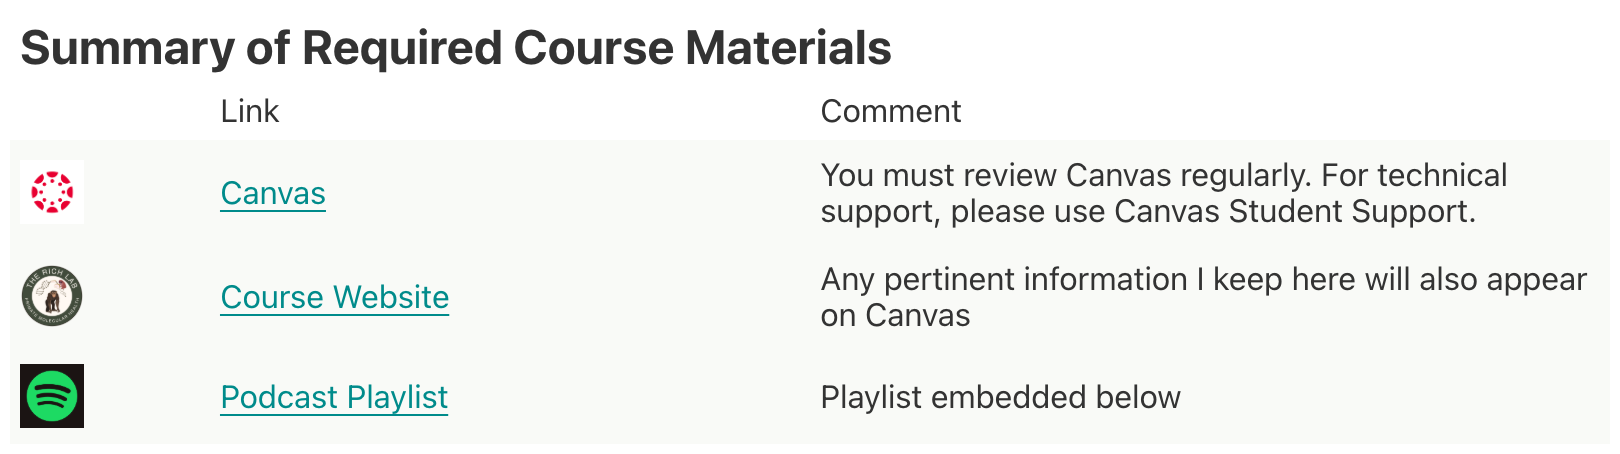 Summary of Required Course Materials
Link
Comment
Canvas
You must review Canvas regularly. For technical
support, please use Canvas Student Support.
THE RICH LAB
Course Website
Any pertinent information I keep here will also appear
on Canvas
Podcast Playlist
Playlist embedded below